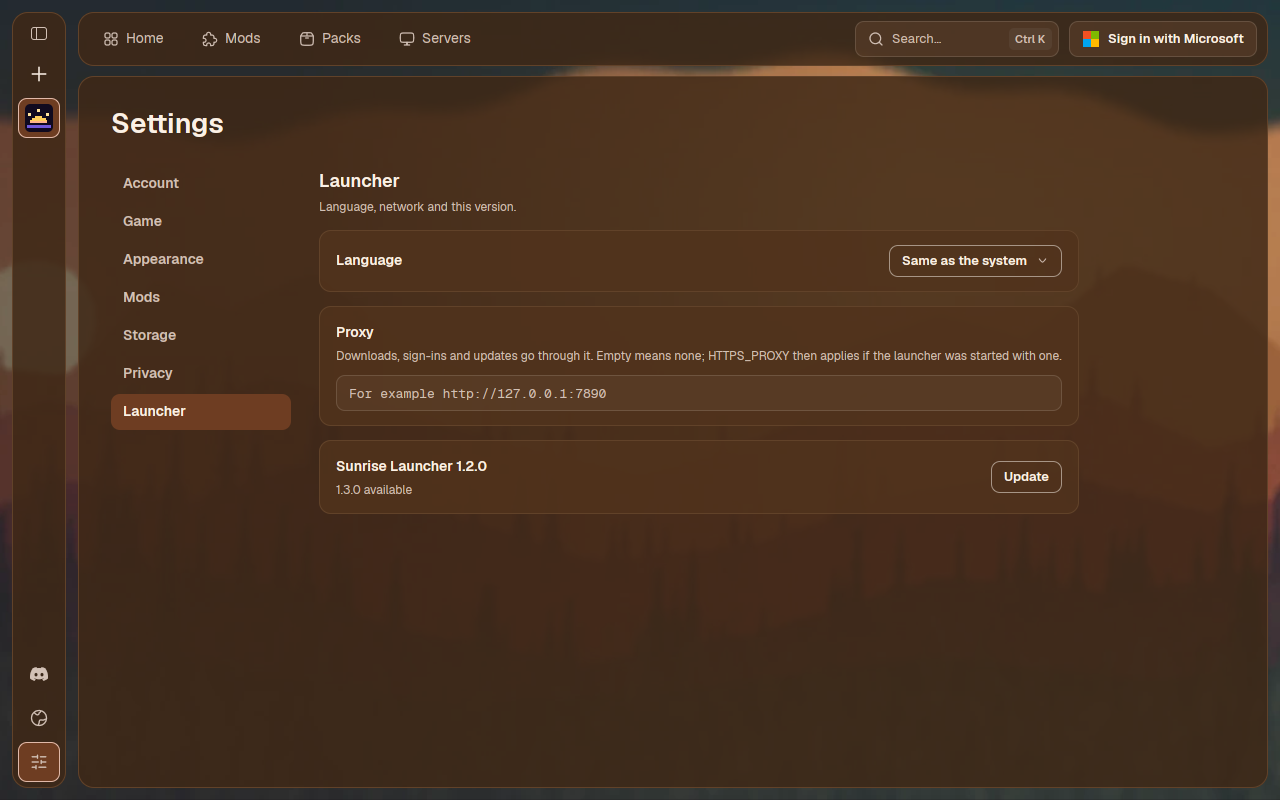 Home
Mods
Packs
Servers
Search...
Ctrl K
Sign in with Microsoft
Settings
Account
Game
Appearance
Mods
Storage
Privacy
Launcher
Launcher
Language, network and this version.
Language
Same as the system
Proxy
Downloads, sign-ins and updates go through it. Empty means none; HTTPS_PROXY then applies if the launcher was started with one.
For example http://127.0.0.1:7890
Sunrise Launcher 1.2.0
1.3.0 available
Update